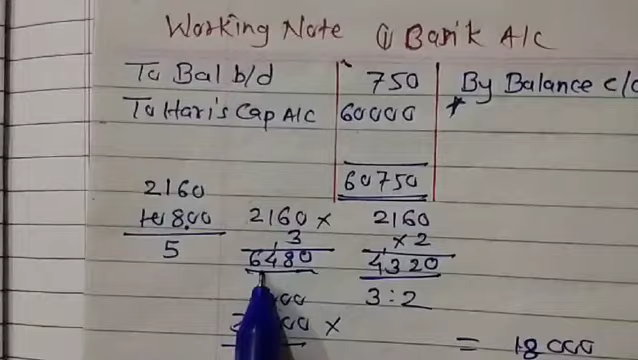 Working Note ① Bank A/C
To Bal b/d 750 By Balance c/d
To Hari's Cap A/C 60000
60750
2160
10800 2160 x 2160
5 3 x 2
6480 4320
3 : 2
x
= 18000